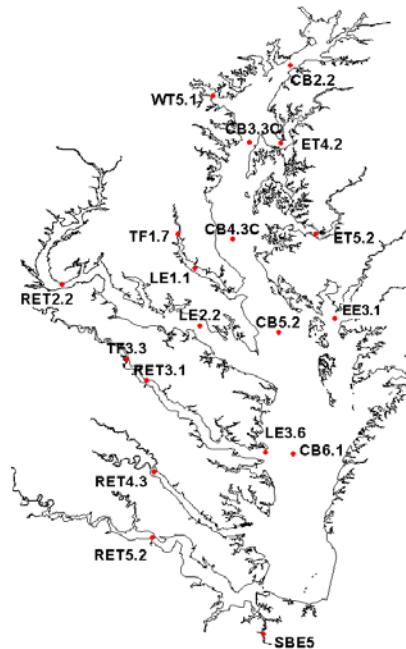 CB2.2
WT5.1
CB3.3C
ET4.2
TF1.7
CB4.3C
ET5.2
LE1.1
RET2.2
LE2.2
CB5.2
EE3.1
TF3.3
RET3.1
LE3.6
CB6.1
RET4.3
RET5.2
SBE5